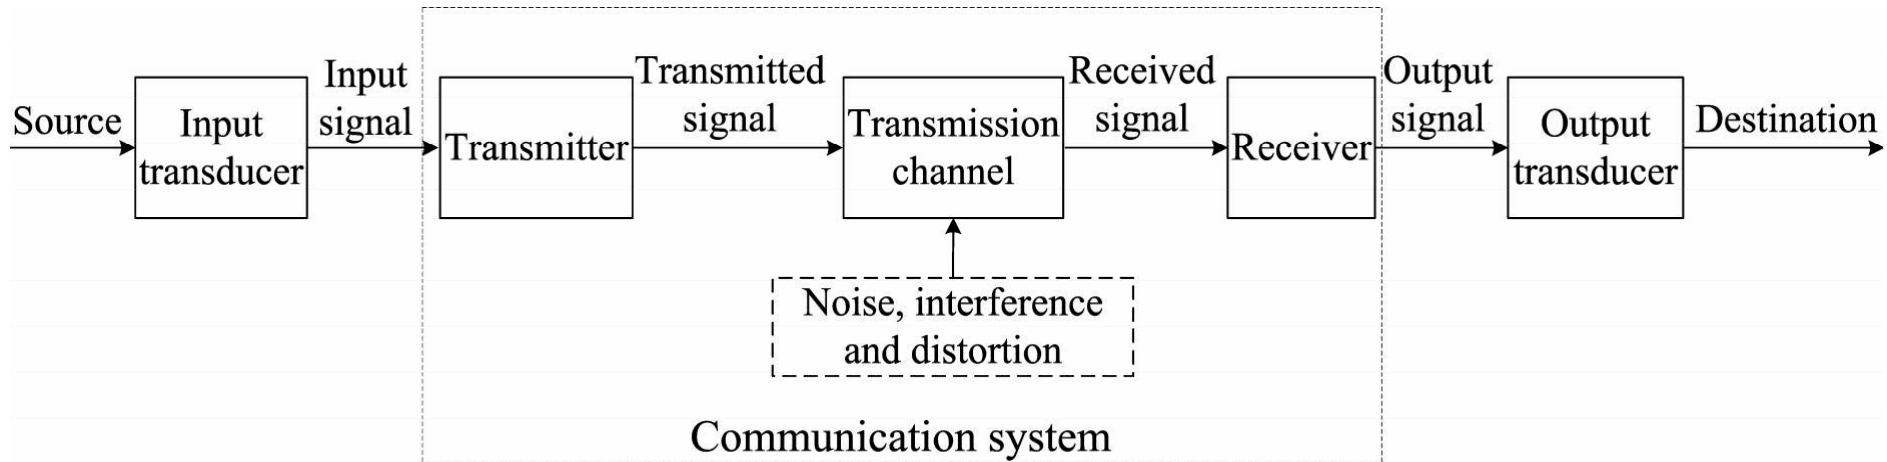 Source
Input
transducer
Input
signal
Transmitter
Transmitted
signal
Transmission
channel
Received
signal
Receiver
Output
signal
Output
transducer
Destination
Noise, interference
and distortion
Communication system